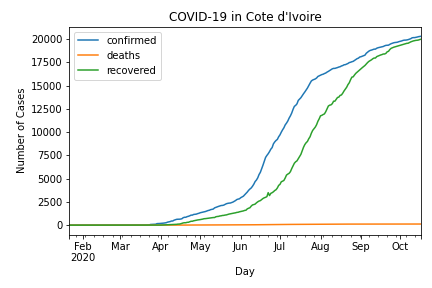 COVID-19 in Cote d'Ivoire
confirmed
deaths
recovered
Number of Cases
20000
17500
15000
12500
10000
7500
5000
2500
0
Feb Mar Apr May Jun Jul Aug Sep Oct
2020
Day